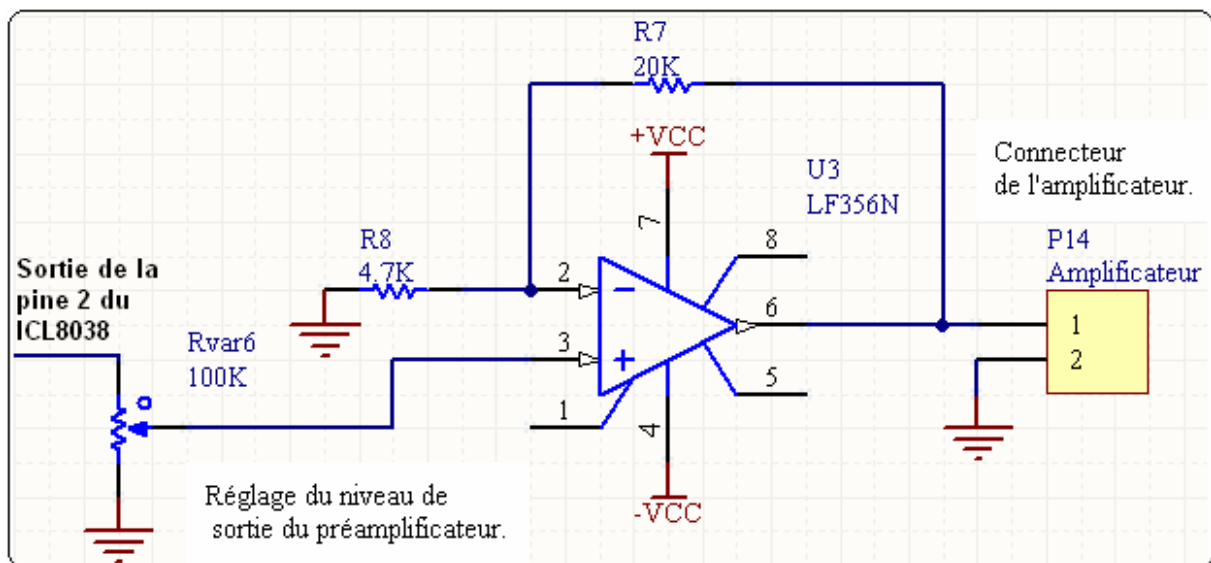 R7
20K
+VCC
Connecteur
de l'amplificateur.
U3
LF356N
7
8
R8
4.7K
P14
Amplificateur
Sortie de la
pine 2 du
ICL8038
2
6
1
Rvar6
100K
3
2
5
1
4
Réglage du niveau de
sortie du préamplificateur.
-VCC